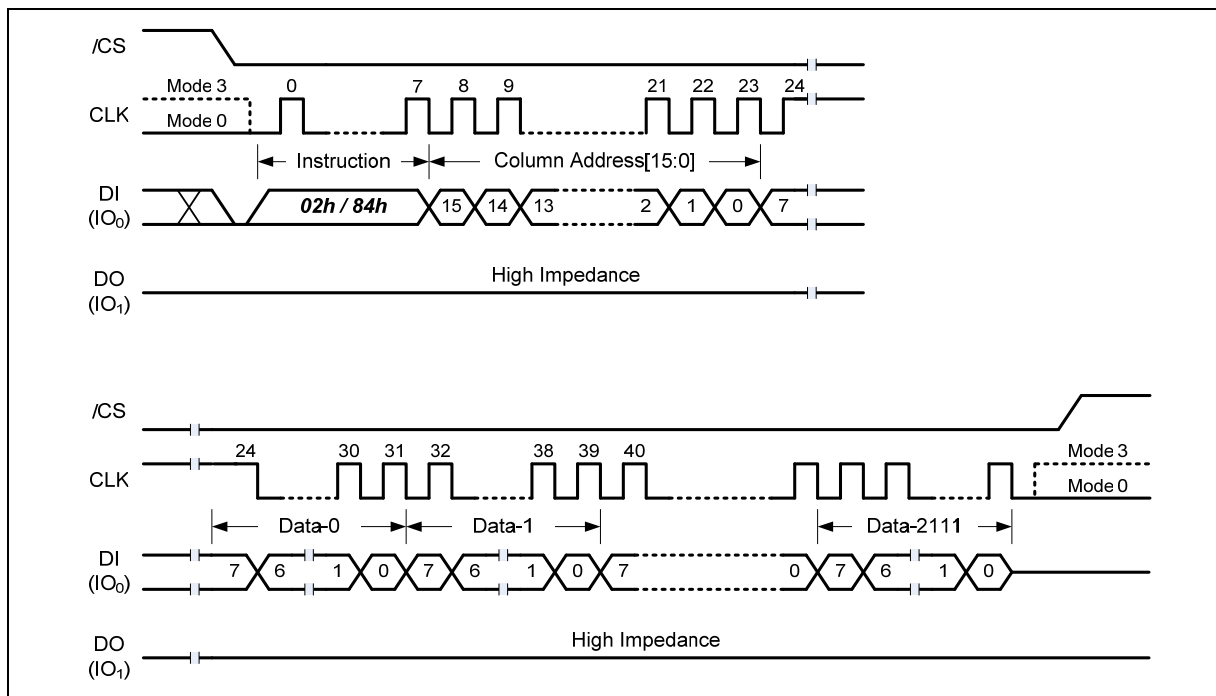 /CS
Mode 3 0 7 8 9 21 22 23 24
CLK
Mode 0
Instruction Column Address[15:0]
DI
(IO₀)
02h / 84h 15 14 13 2 1 0 7
High Impedance
DO
(IO₁)
/CS
24 30 31 32 38 39 40 Mode 3
CLK
Mode 0
Data-0 Data-1 Data-2111
DI
(IO₀)
7 6 1 0 7 6 1 0 7 0 7 6 1 0
High Impedance
DO
(IO₁)